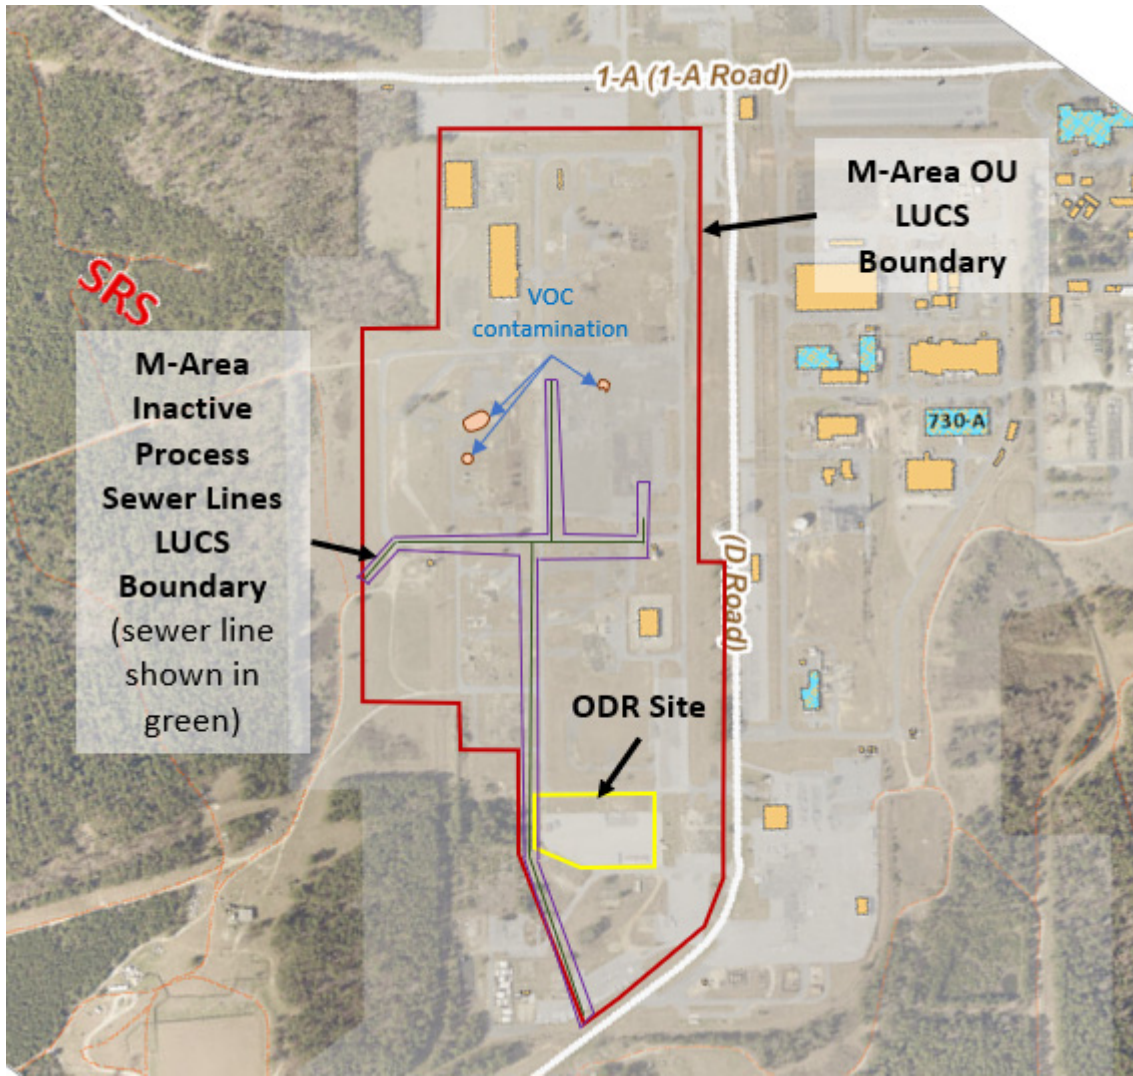 1-A (1-A Road)
M-Area OU
LUCS
Boundary
SRS
VOC
contamination
M-Area
Inactive
Process
Sewer Lines
LUCS
Boundary
(sewer line
shown in
green)
730-A
(D Road)
ODR Site